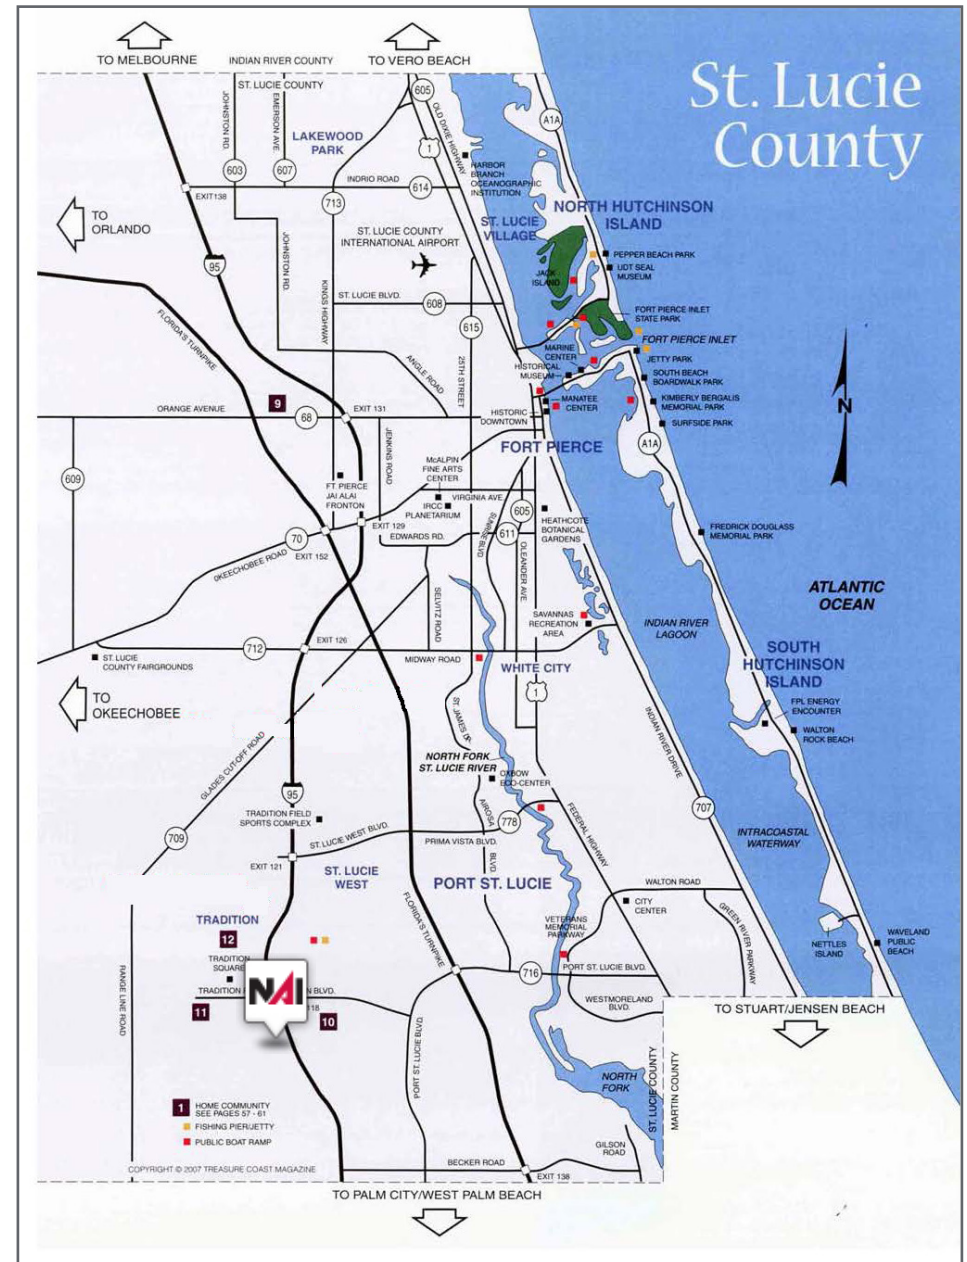 TO MELBOURNE
INDIAN RIVER COUNTY
TO VERO BEACH
ST. LUCIE COUNTY
St. Lucie
County
605
A1A
JOHNSTON RD.
EMERSON AVE.
OLD DIXIE HIGHWAY
LAKEWOOD
PARK
1
HARBOR
BRANCH
OCEANOGRAPHIC
INSTITUTION
603
607
INDRIO ROAD
614
EXIT138
713
TO
ORLANDO
ST. LUCIE
VILLAGE
NORTH HUTCHINSON
ISLAND
ST. LUCIE COUNTY
INTERNATIONAL AIRPORT
JOHNSTON RD.
95
PEPPER BEACH PARK
UDT SEAL
MUSEUM
JACK
ISLAND
KINGS HIGHWAY
ST. LUCIE BLVD.
608
615
FORT PIERCE INLET
STATE PARK
FLORIDA'S TURNPIKE
FORT PIERCE INLET
MARINE
CENTER
JETTY PARK
HISTORICAL
MUSEUM
ANGLE ROAD
25TH STREET
SOUTH BEACH
BOARDWALK PARK
ORANGE AVENUE
9
68
EXIT 131
MANATEE
CENTER
KIMBERLY BERGALIS
MEMORIAL PARK
HISTORIC
DOWNTOWN
SURFSIDE PARK
N
JENKINS ROAD
FORT PIERCE
A1A
609
McALPIN
FINE ARTS
CENTER
FT. PIERCE
JAI ALAI
FRONTON
VIRGINIA AVE.
IRCC
PLANETARIUM
605
SUNRISE BLVD
HEATHCOTE
BOTANICAL
GARDENS
EXIT 129
70
EDWARDS RD.
611
FREDRICK DOUGLASS
MEMORIAL PARK
EXIT 152
OKEECHOBEE ROAD
OLEANDER AVE.
SELVITZ ROAD
ATLANTIC
OCEAN
SAVANNAS
RECREATION
AREA
INDIAN RIVER
LAGOON
EXIT 126
712
MIDWAY ROAD
ST. LUCIE
COUNTY FAIRGROUNDS
WHITE CITY
SOUTH
HUTCHINSON
ISLAND
TO
OKEECHOBEE
1
ST. JAMES DR.
INDIAN RIVER DRIVE
FPL ENERGY
ENCOUNTER
WALTON
ROCK BEACH
GLADES CUT-OFF ROAD
NORTH FORK
ST. LUCIE RIVER
OXBOW
ECO-CENTER
95
TRADITION FIELD
SPORTS COMPLEX
AIROSA
BLVD.
778
FEDERAL HIGHWAY
707
INTRACOASTAL
WATERWAY
709
ST. LUCIE WEST BLVD.
PRIMA VISTA BLVD.
EXIT 121
ST. LUCIE
WEST
PORT ST. LUCIE
WALTON ROAD
CITY
CENTER
GREEN RIVER PARKWAY
TRADITION
12
FLORIDA'S TURNPIKE
VETERANS
MEMORIAL
PARKWAY
NETTLES
ISLAND
WAVELAND
PUBLIC
BEACH
TRADITION
SQUARE
RANGE LINE ROAD
NAI
716
PORT ST. LUCIE BLVD.
TRADITION
N BLVD.
11
10
18
WESTMORELAND
BLVD.
TO STUART/JENSEN BEACH
PORT ST. LUCIE BLVD.
NORTH
FORK
ST. LUCIE COUNTY
MARTIN COUNTY
1
HOME COMMUNITY
SEE PAGES 57 - 61
FISHING PIER/JETTY
PUBLIC BOAT RAMP
GILSON
ROAD
COPYRIGHT © 2007 TREASURE COAST MAGAZINE
BECKER ROAD
EXIT 138
TO PALM CITY/WEST PALM BEACH